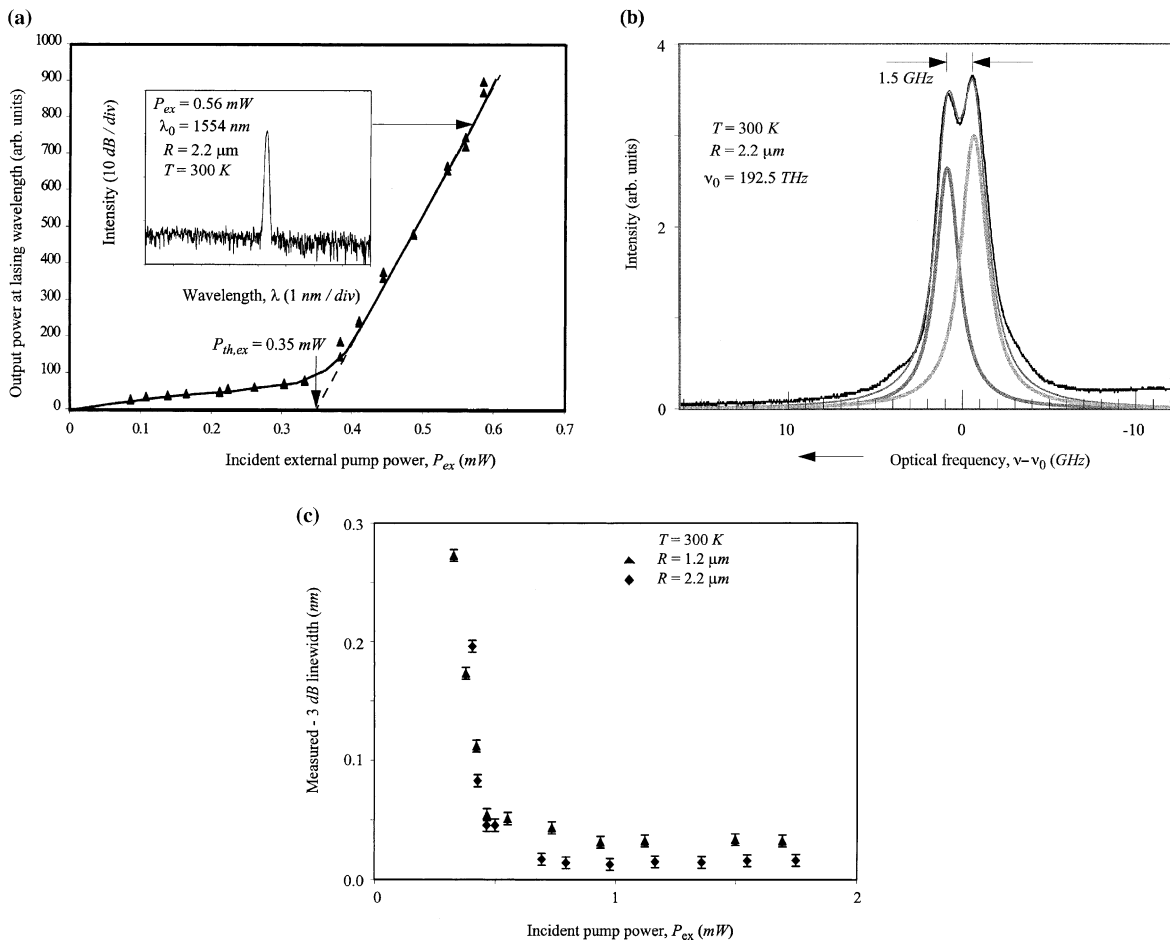 (a)
1000
900
800
700
600
500
400
300
200
100
0
Output power at lasing wavelength (arb. units)
Intensity (10 dB / div)
P_ex = 0.56 mW
λ_0 = 1554 nm
R = 2.2 μm
T = 300 K
Wavelength, λ (1 nm / div)
P_th,ex = 0.35 mW
0 0.1 0.2 0.3 0.4 0.5 0.6 0.7
Incident external pump power, P_ex (mW)
(b)
4
2
0
Intensity (arb. units)
1.5 GHz
T = 300 K
R = 2.2 μm
ν_0 = 192.5 THz
10 0 -10
Optical frequency, ν–ν_0 (GHz)
(c)
0.3
0.2
0.1
0.0
Measured - 3 dB linewidth (nm)
T = 300 K
R = 1.2 μm
R = 2.2 μm
0 1 2
Incident pump power, P_ex (mW)